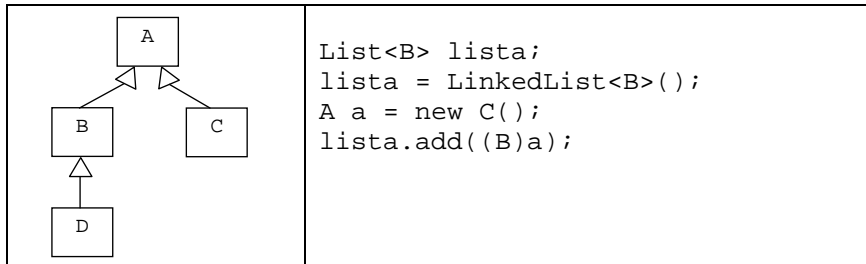 A
B
C
D
List<B> lista;
lista = LinkedList<B>();
A a = new C();
lista.add((B)a);